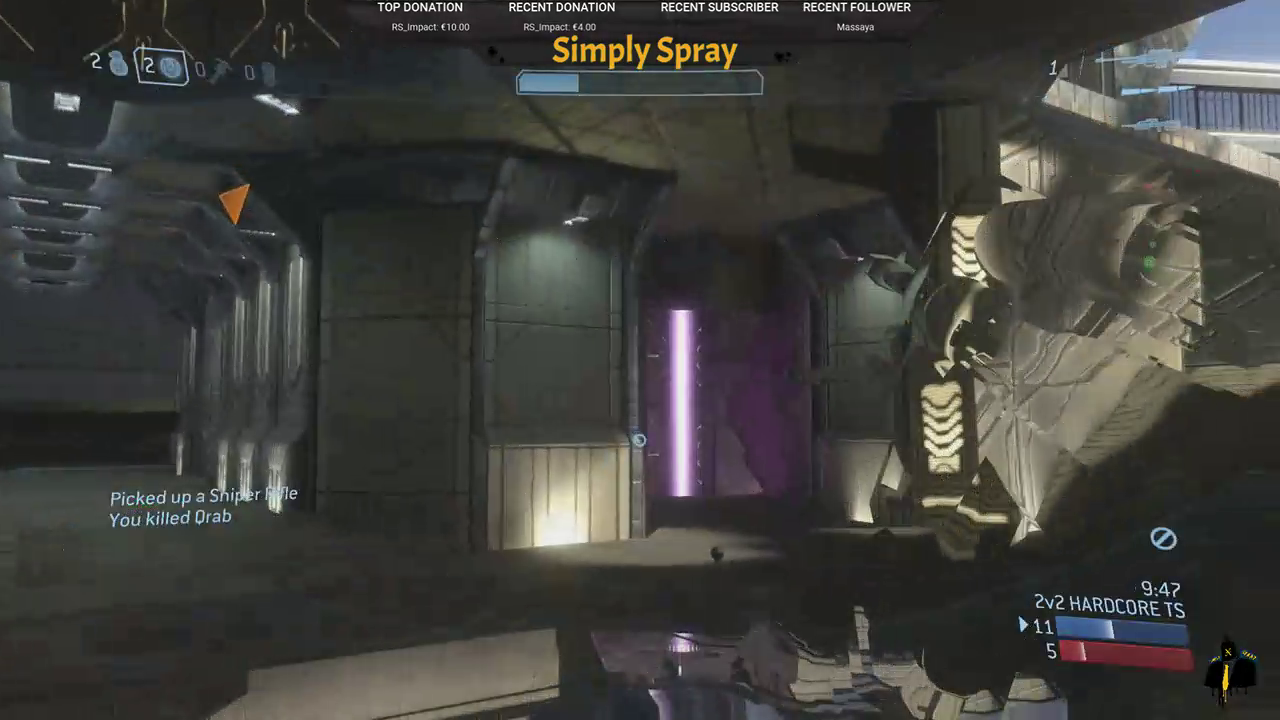 TOP DONATION RECENT DONATION RECENT SUBSCRIBER RECENT FOLLOWER
RS_Impact: €10.00 RS_Impact: €4.00 Massaya
Simply Spray
2 2 0 0
1
Picked up a Sniper Rifle
You killed Qrab
9:47
2v2 HARDCORE TS
11
5